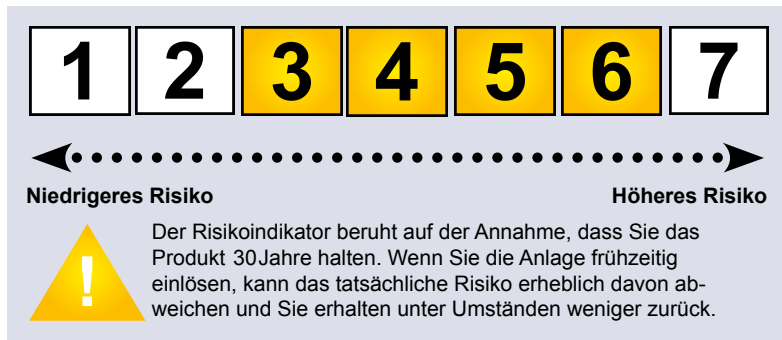 1 2 3 4 5 6 7
Niedrigeres Risiko Höheres Risiko
Der Risikoindikator beruht auf der Annahme, dass Sie das
Produkt 30Jahre halten. Wenn Sie die Anlage frühzeitig
einlösen, kann das tatsächliche Risiko erheblich davon ab-
weichen und Sie erhalten unter Umständen weniger zurück.
!